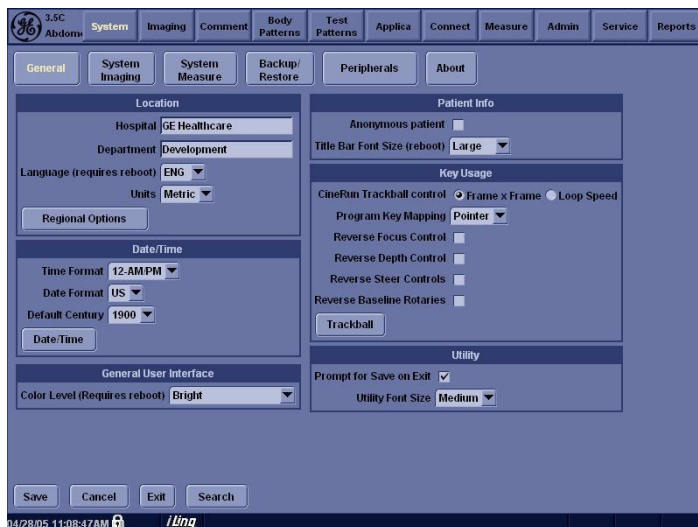 GE 3.5C Abdome System Imaging Comment Body Patterns Test Patterns Applica Connect Measure Admin Service Reports
General System Imaging System Measure Backup/ Restore Peripherals About
Location
Hospital GE Healthcare
Department Development
Language (requires reboot) ENG
Units Metric
Regional Options
Date/Time
Time Format 12-AM/PM
Date Format US
Default Century 1900
Date/Time
General User Interface
Color Level (Requires reboot) Bright
Patient Info
Anonymous patient
Title Bar Font Size (reboot) Large
Key Usage
CineRun Trackball control Frame x Frame Loop Speed
Program Key Mapping Pointer
Reverse Focus Control
Reverse Depth Control
Reverse Steer Controls
Reverse Baseline Rotaries
Trackball
Utility
Prompt for Save on Exit
Utility Font Size Medium
Save Cancel Exit Search
04/28/05 11:08:47AM iLinq